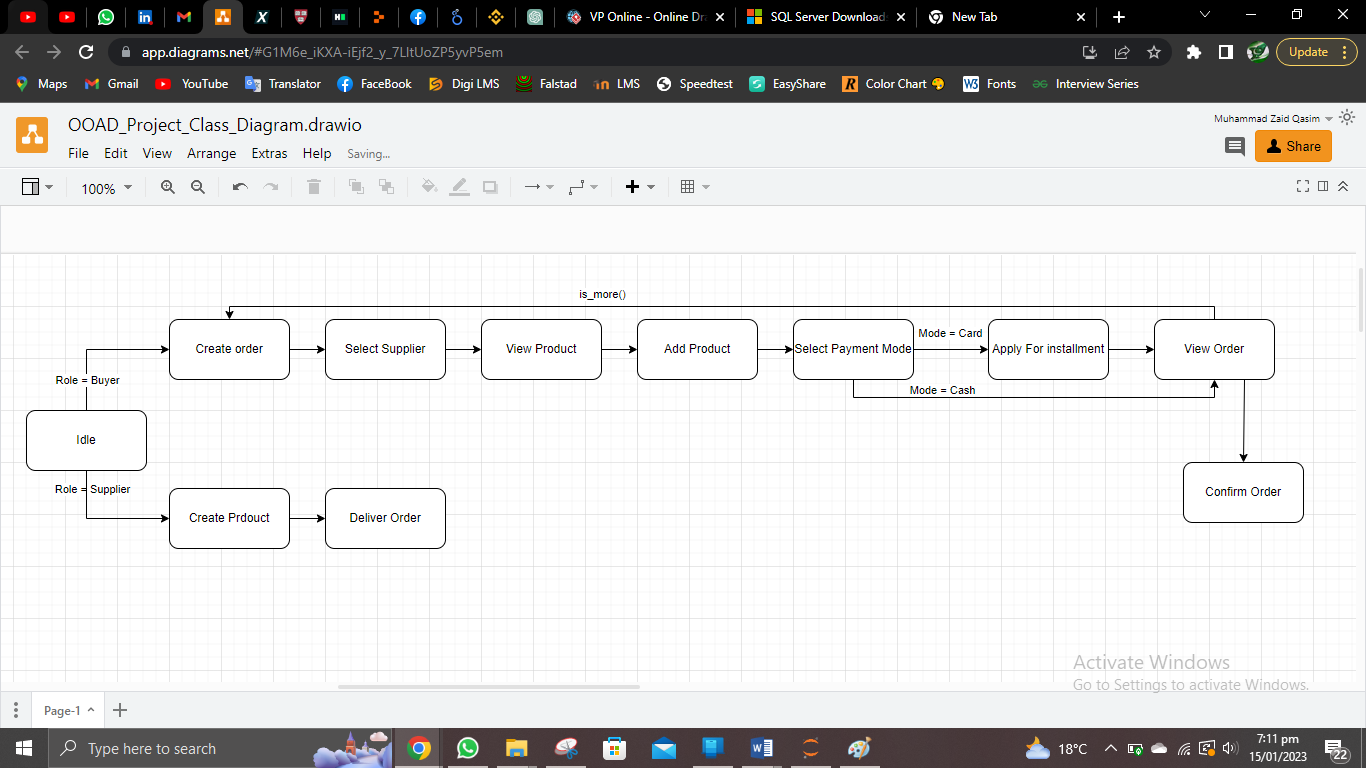 VP Online - Online Dr
SQL Server Download
New Tab
app.diagrams.net/#G1M6e_iKXA-iEjf2_y_7LItUoZP5yvP5em
Update
Maps
Gmail
YouTube
Translator
FaceBook
Digi LMS
Falstad
LMS
Speedtest
EasyShare
Color Chart
Fonts
Interview Series
OOAD_Project_Class_Diagram.drawio
Muhammad Zaid Qasim
File Edit View Arrange Extras Help Saving...
Share
100%
is_more()
Create order
Select Supplier
View Product
Add Product
Select Payment Mode
Mode = Card
Apply For installment
View Order
Mode = Cash
Role = Buyer
Idle
Role = Supplier
Create Prdouct
Deliver Order
Confirm Order
Activate Windows
Go to Settings to activate Windows.
Page-1
Type here to search
18°C
7:11 pm
15/01/2023
22